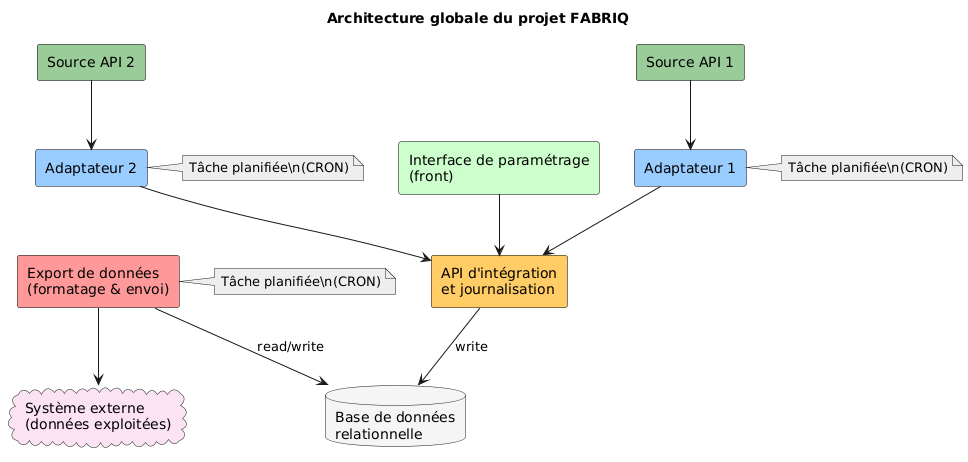 Architecture globale du projet FABRIQ
Source API 2
Source API 1
Adaptateur 2
Tâche planifiée\n(CRON)
Interface de paramétrage
(front)
Adaptateur 1
Tâche planifiée\n(CRON)
Export de données
(formatage & envoi)
Tâche planifiée\n(CRON)
API d'intégration
et journalisation
read/write
write
Système externe
(données exploitées)
Base de données
relationnelle